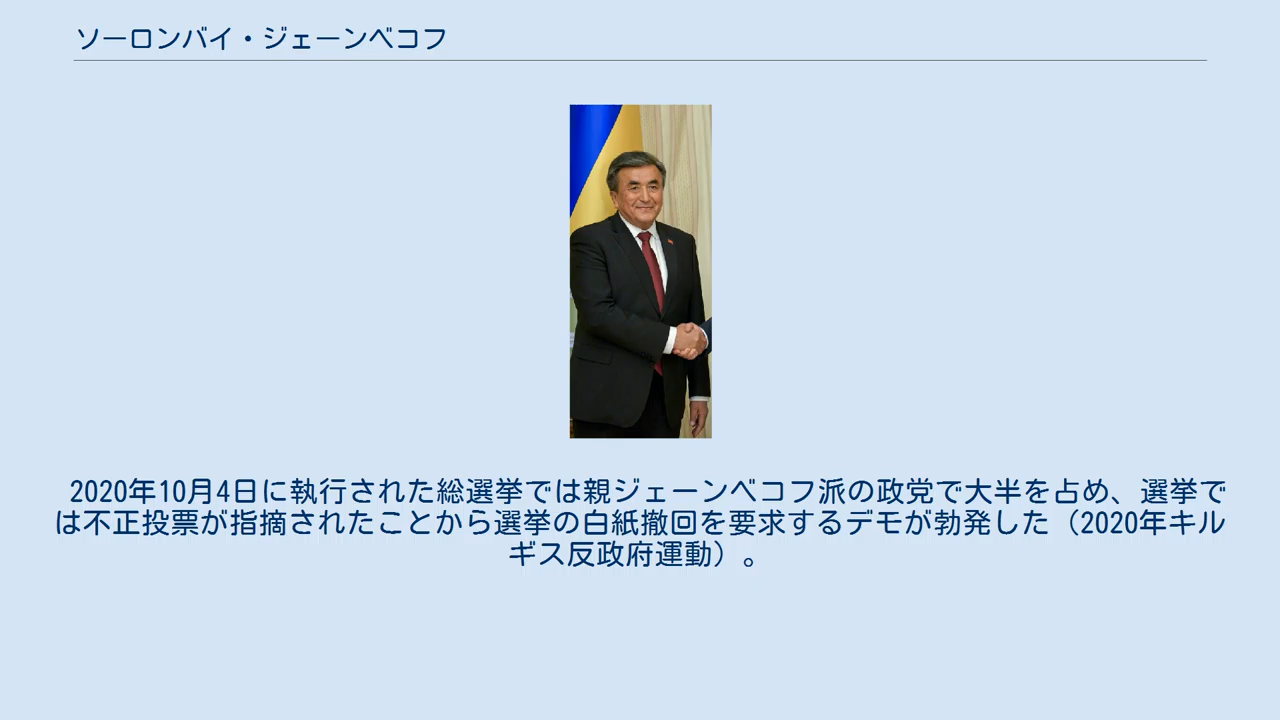 ソーロンバイ・ジェーンベコフ
2020年10月4日に執行された総選挙では親ジェーンベコフ派の政党で大半を占め、選挙で
は不正投票が指摘されたことから選挙の白紙撤回を要求するデモが勃発した（2020年キル
ギス反政府運動）。